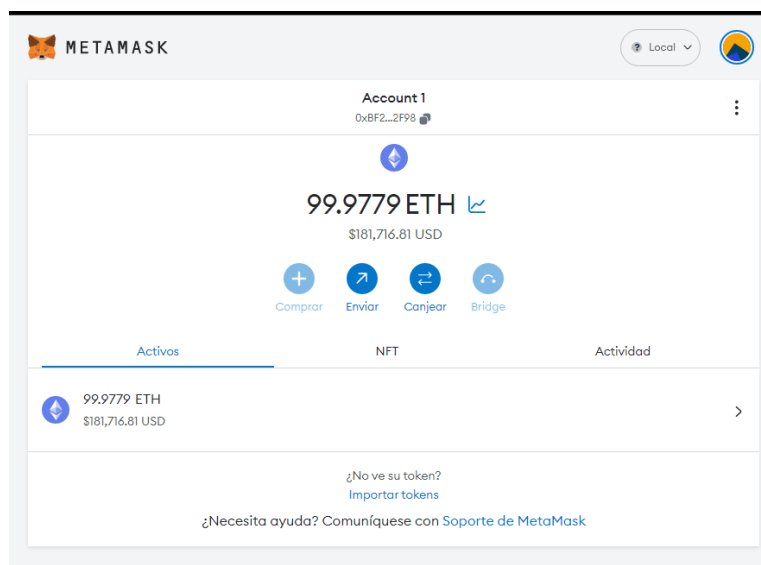 METAMASK
Local
Account 1
0xBF2...2F98
99.9779 ETH
$181,716.81 USD
Comprar Enviar Canjear Bridge
Activos NFT Actividad
99.9779 ETH
$181,716.81 USD
¿No ve su token?
Importar tokens
¿Necesita ayuda? Comuníquese con Soporte de MetaMask